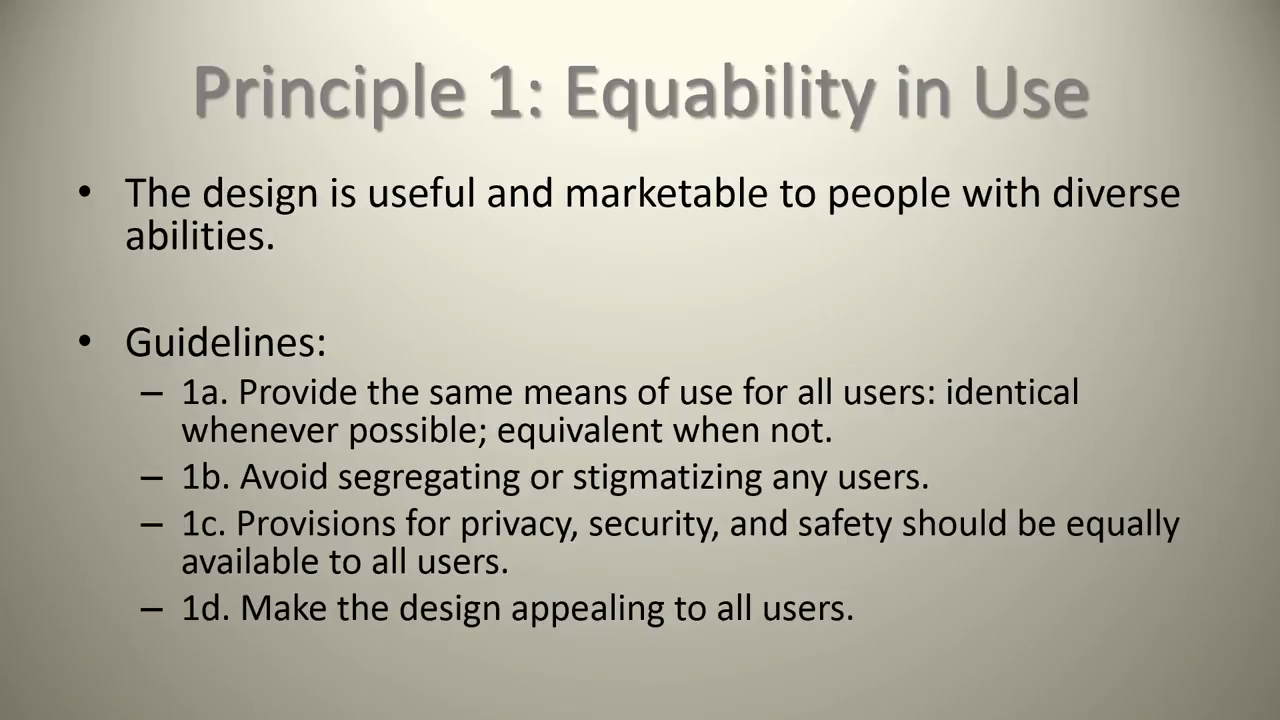 Principle 1: Equability in Use
• The design is useful and marketable to people with diverse
abilities.
• Guidelines:
– 1a. Provide the same means of use for all users: identical
whenever possible; equivalent when not.
– 1b. Avoid segregating or stigmatizing any users.
– 1c. Provisions for privacy, security, and safety should be equally
available to all users.
– 1d. Make the design appealing to all users.